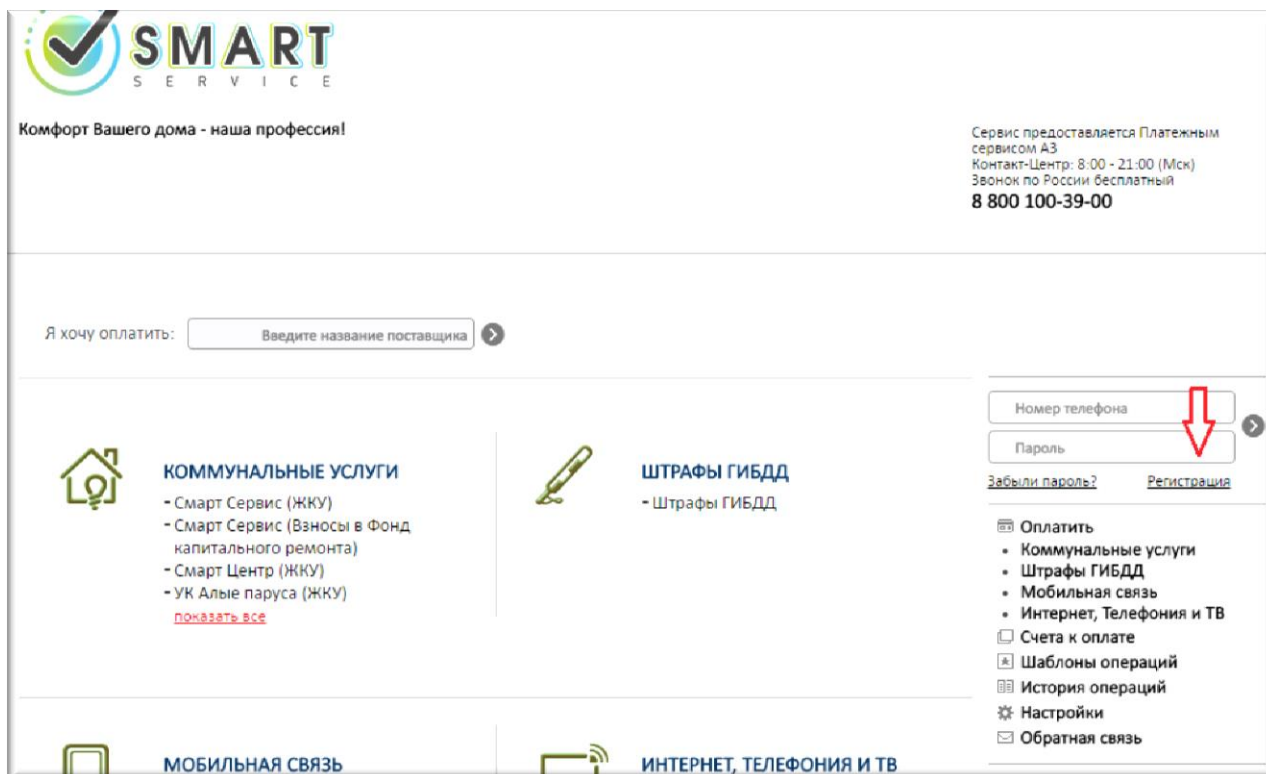 SMART
SERVICE
Комфорт Вашего дома - наша профессия!
Сервис предоставляется Платежным
сервисом А3
Контакт-Центр: 8:00 - 21:00 (Мск)
Звонок по России бесплатный
8 800 100-39-00
Я хочу оплатить:
Введите название поставщика
Номер телефона
Пароль
Забыли пароль?
Регистрация
КОММУНАЛЬНЫЕ УСЛУГИ
- Смарт Сервис (ЖКУ)
- Смарт Сервис (Взносы в Фонд
капитального ремонта)
- Смарт Центр (ЖКУ)
- УК Алые паруса (ЖКУ)
показать все
ШТРАФЫ ГИБДД
- Штрафы ГИБДД
Оплатить
• Коммунальные услуги
• Штрафы ГИБДД
• Мобильная связь
• Интернет, Телефония и ТВ
Счета к оплате
Шаблоны операций
История операций
Настройки
Обратная связь
МОБИЛЬНАЯ СВЯЗЬ
ИНТЕРНЕТ, ТЕЛЕФОНИЯ И ТВ